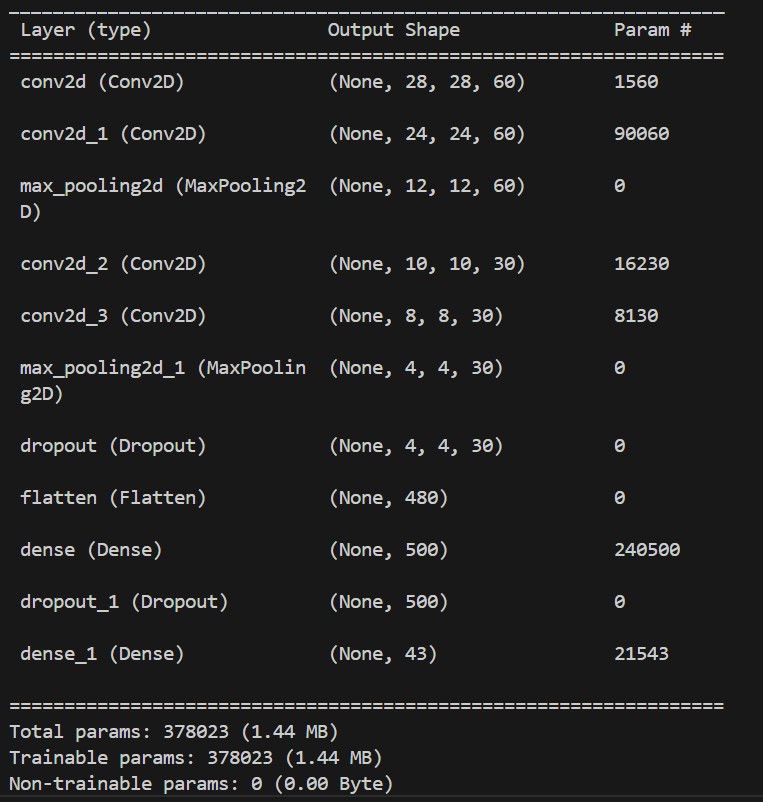 Layer (type) Output Shape Param #
=================================================================
conv2d (Conv2D) (None, 28, 28, 60) 1560
conv2d_1 (Conv2D) (None, 24, 24, 60) 90060
max_pooling2d (MaxPooling2 (None, 12, 12, 60) 0
D)
conv2d_2 (Conv2D) (None, 10, 10, 30) 16230
conv2d_3 (Conv2D) (None, 8, 8, 30) 8130
max_pooling2d_1 (MaxPoolin (None, 4, 4, 30) 0
g2D)
dropout (Dropout) (None, 4, 4, 30) 0
flatten (Flatten) (None, 480) 0
dense (Dense) (None, 500) 240500
dropout_1 (Dropout) (None, 500) 0
dense_1 (Dense) (None, 43) 21543
=================================================================
Total params: 378023 (1.44 MB)
Trainable params: 378023 (1.44 MB)
Non-trainable params: 0 (0.00 Byte)